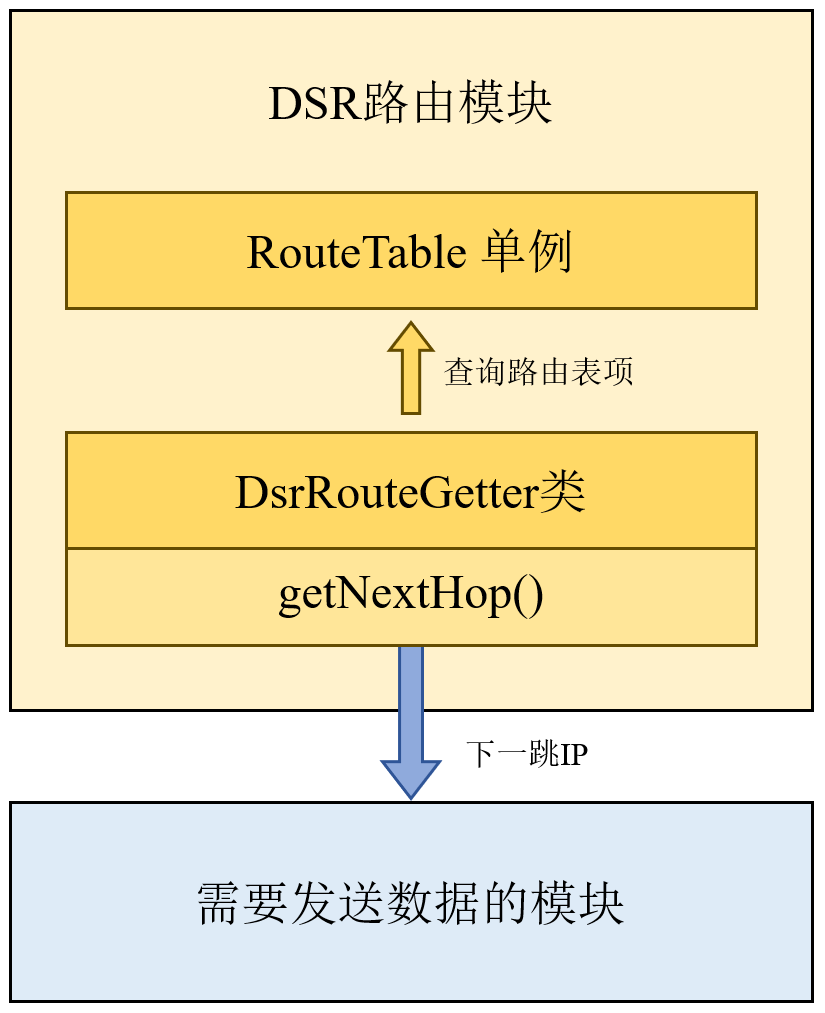 DSR路由模块
RouteTable 单例
查询路由表项
DsrRouteGetter类
getNextHop()
下一跳IP
需要发送数据的模块